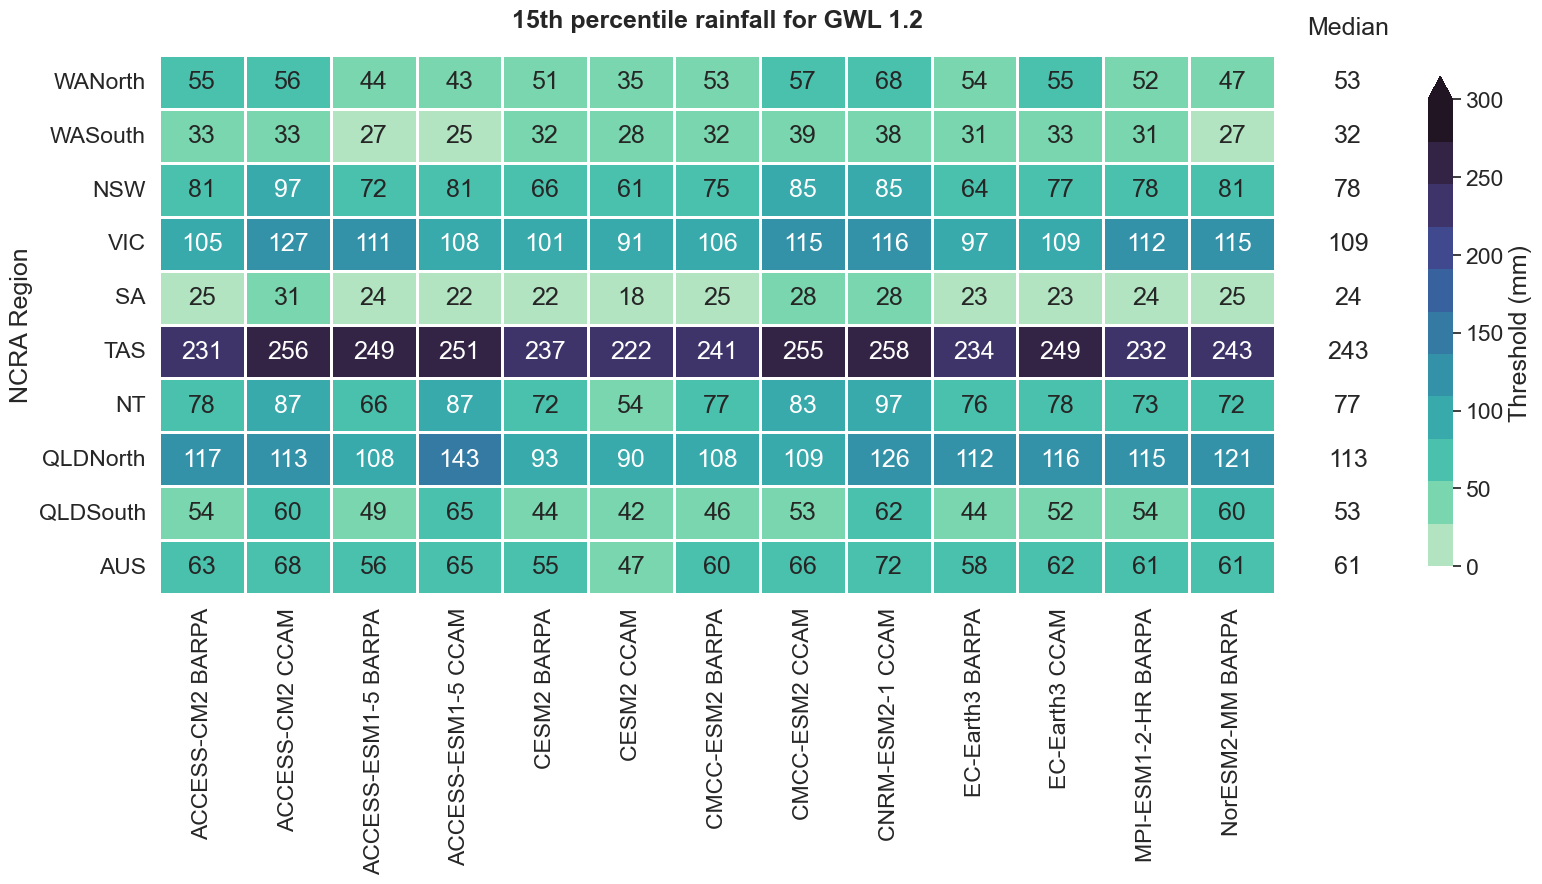 15th percentile rainfall for GWL 1.2
Median
WANorth 55 56 44 43 51 35 53 57 68 54 55 52 47 53
WASouth 33 33 27 25 32 28 32 39 38 31 33 31 27 32
NSW 81 97 72 81 66 61 75 85 85 64 77 78 81 78
VIC 105 127 111 108 101 91 106 115 116 97 109 112 115 109
SA 25 31 24 22 22 18 25 28 28 23 23 24 25 24
TAS 231 256 249 251 237 222 241 255 258 234 249 232 243 243
NT 78 87 66 87 72 54 77 83 97 76 78 73 72 77
QLDNorth 117 113 108 143 93 90 108 109 126 112 116 115 121 113
QLDSouth 54 60 49 65 44 42 46 53 62 44 52 54 60 53
AUS 63 68 56 65 55 47 60 66 72 58 62 61 61 61
NCRA Region
ACCESS-CM2 BARPA
ACCESS-CM2 CCAM
ACCESS-ESM1-5 BARPA
ACCESS-ESM1-5 CCAM
CESM2 BARPA
CESM2 CCAM
CMCC-ESM2 BARPA
CMCC-ESM2 CCAM
CNRM-ESM2-1 CCAM
EC-Earth3 BARPA
EC-Earth3 CCAM
MPI-ESM1-2-HR BARPA
NorESM2-MM BARPA
300
250
200
150
100
50
0
Threshold (mm)